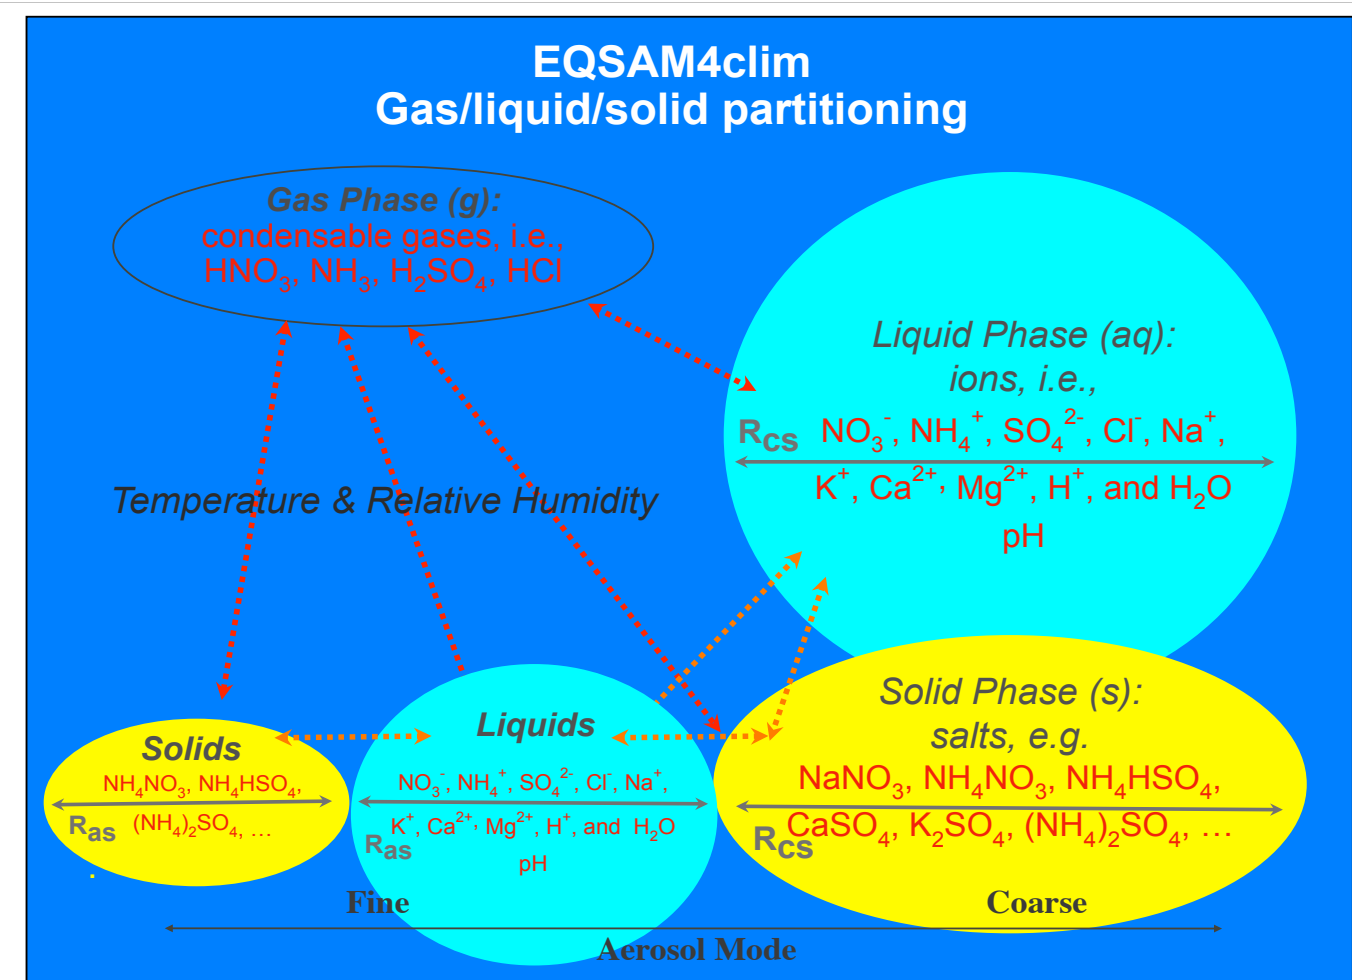 EQSAM4clim
Gas/liquid/solid partitioning
Gas Phase (g):
condensable gases, i.e.,
HNO₃, NH₃, H₂SO₄, HCl
Liquid Phase (aq):
ions, i.e.,
Rcs NO₃⁻, NH₄⁺, SO₄²⁻, Cl⁻, Na⁺,
K⁺, Ca²⁺, Mg²⁺, H⁺, and H₂O
pH
Temperature & Relative Humidity
Solids
NH₄NO₃, NH₄HSO₄,
Ras (NH₄)₂SO₄, …
.
Liquids
NO₃⁻, NH₄⁺, SO₄²⁻, Cl⁻, Na⁺,
Ras K⁺, Ca²⁺, Mg²⁺, H⁺, and H₂O
pH
Solid Phase (s):
salts, e.g.
NaNO₃, NH₄NO₃, NH₄HSO₄,
Rcs CaSO₄, K₂SO₄, (NH₄)₂SO₄, …
Fine
Coarse
Aerosol Mode